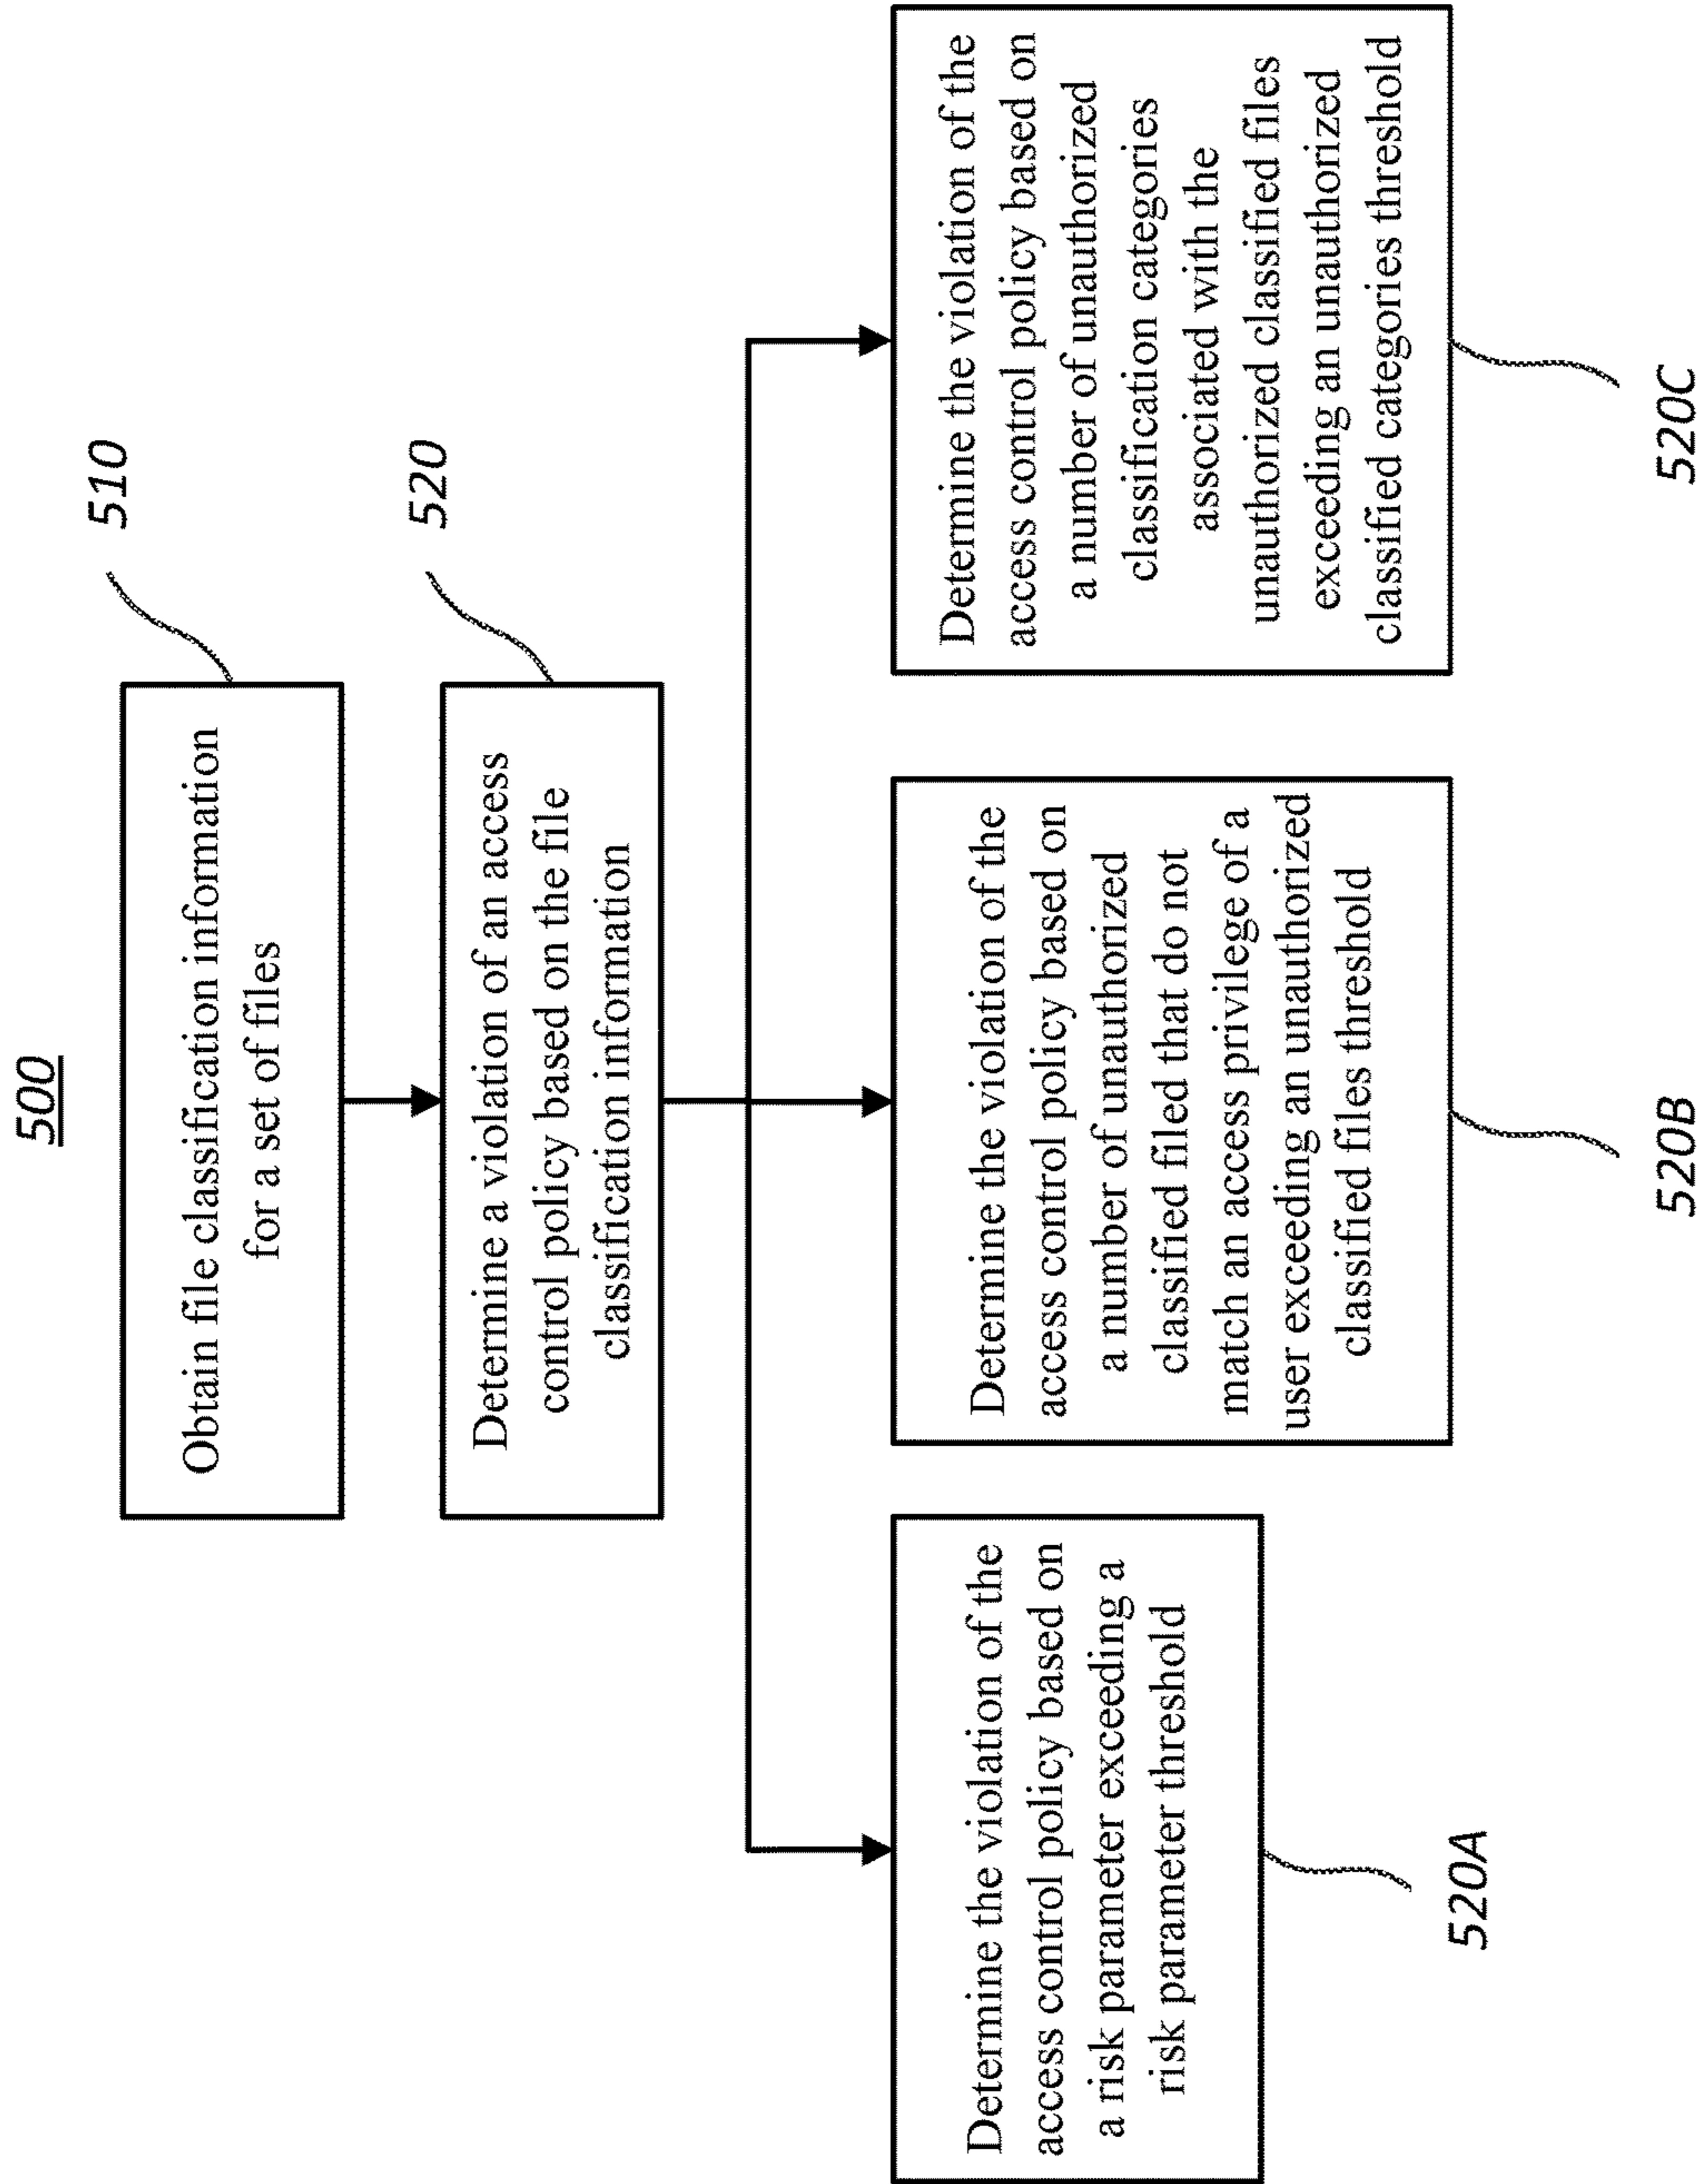 500
Obtain file classification information
for a set of files
510
Determine a violation of an access
control policy based on the file
classification information
520
Determine the violation of the
access control policy based on
a risk parameter exceeding a
risk parameter threshold
520A
Determine the violation of the
access control policy based on
a number of unauthorized
classified filed that do not
match an access privilege of a
user exceeding an unauthorized
classified files threshold
520B
Determine the violation of the
access control policy based on
a number of unauthorized
classification categories
associated with the
unauthorized classified files
exceeding an unauthorized
classified categories threshold
520C